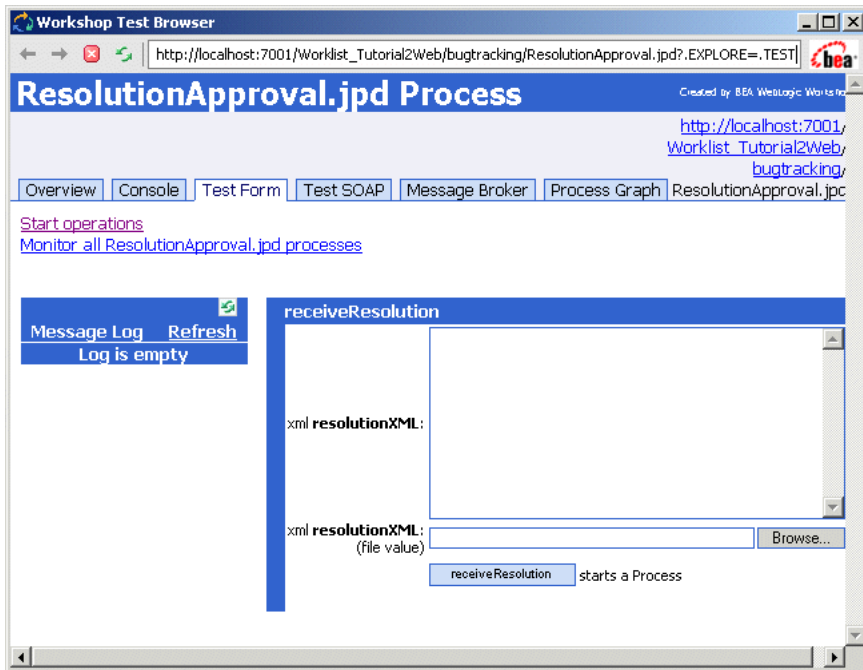 Workshop Test Browser
http://localhost:7001/Worklist_Tutorial2Web/bugtracking/ResolutionApproval.jpd?.EXPLORE=.TEST
bea
ResolutionApproval.jpd Process
Created by BEA WebLogic Worksho
http://localhost:7001/
Worklist_Tutorial2Web/
bugtracking/
Overview Console Test Form Test SOAP Message Broker Process Graph ResolutionApproval.jpd
Start operations
Monitor all ResolutionApproval.jpd processes
Message Log Refresh
Log is empty
receiveResolution
xml resolutionXML:
xml resolutionXML:
(file value)
Browse...
receiveResolution starts a Process